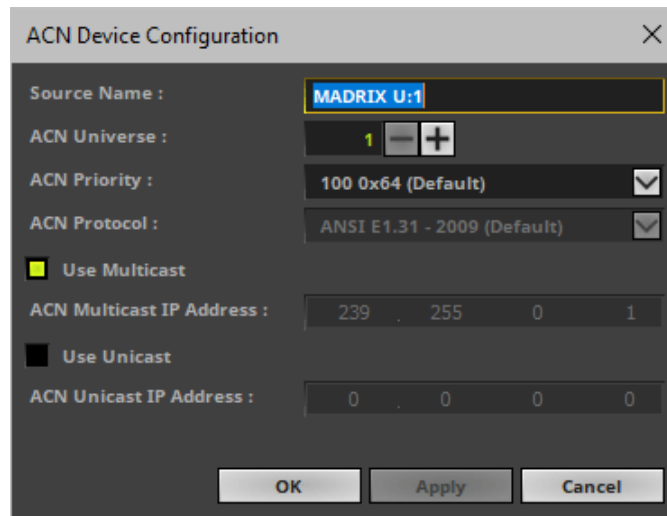 ACN Device Configuration
Source Name : MADRIX U:1
ACN Universe : 1
ACN Priority : 100 0x64 (Default)
ACN Protocol : ANSI E1.31 - 2009 (Default)
Use Multicast
ACN Multicast IP Address : 239 . 255 0 1
Use Unicast
ACN Unicast IP Address : 0 . 0 0 0
OK Apply Cancel